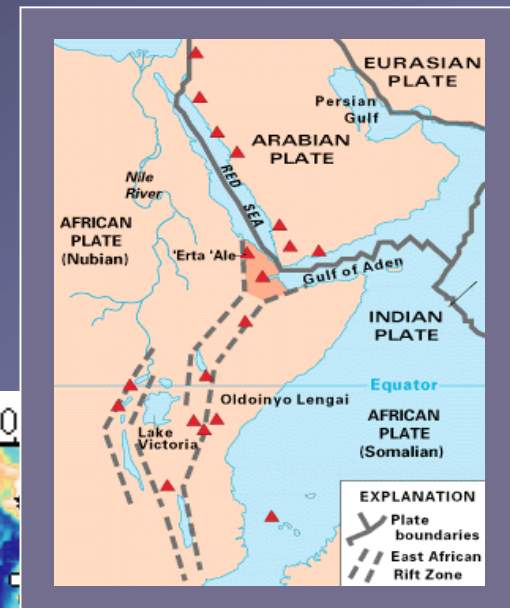 EURASIAN
PLATE
Persian
Gulf
ARABIAN
PLATE
RED SEA
Nile
River
AFRICAN
PLATE
(Nubian)
'Erta 'Ale
Gulf of Aden
INDIAN
PLATE
Equator
Oldoinyo Lengai
AFRICAN
PLATE
(Somalian)
Lake
Victoria
EXPLANATION
Plate
boundaries
East African
Rift Zone
0